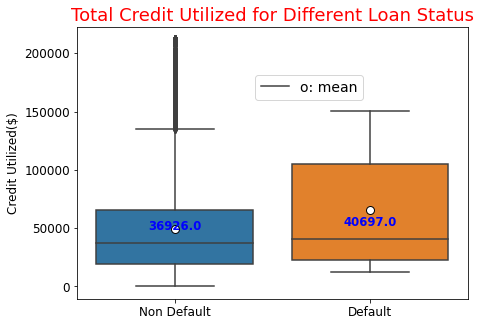 Total Credit Utilized for Different Loan Status
Credit Utilized($)
200000
150000
100000
50000
0
o: mean
36926.0
40697.0
Non Default
Default